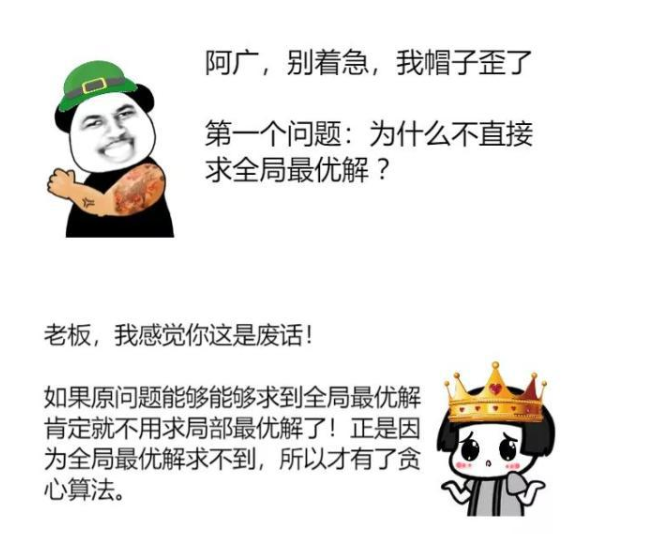 阿广，别着急，我帽子歪了
第一个问题：为什么不直接
求全局最优解？
老板，我感觉你这是废话！
如果原问题能够能够求到全局最优解
肯定就不用求局部最优解了！正是因
为全局最优解求不到，所以才有了贪
心算法。